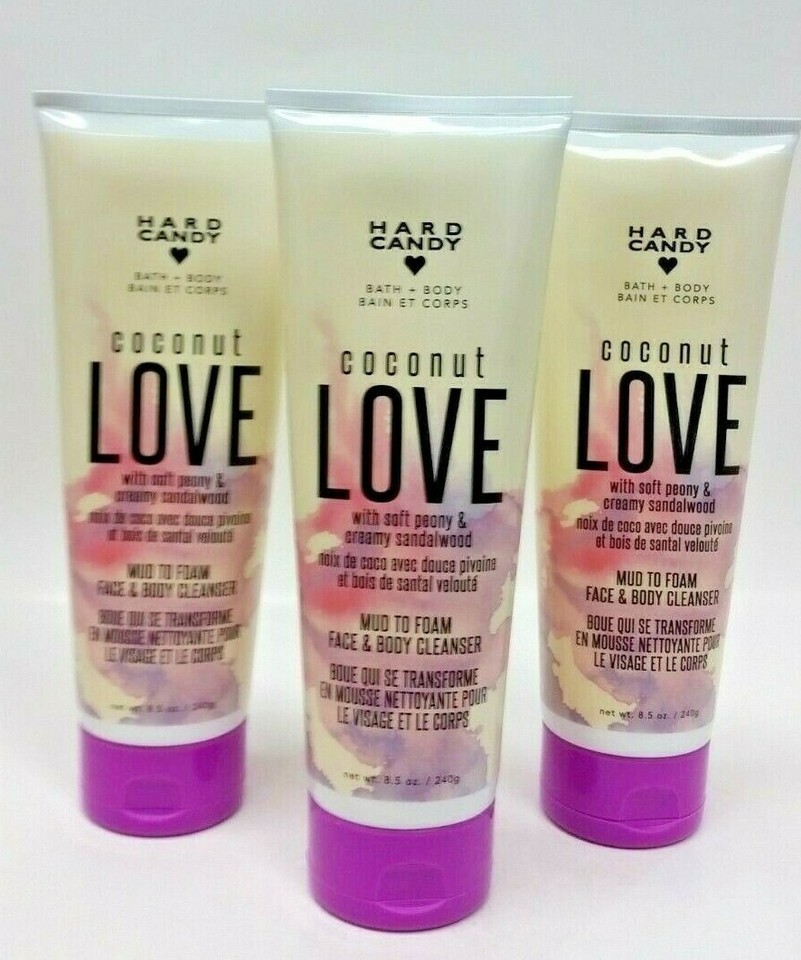 HARD
CANDY
BATH + BODY
BAIN ET CORPS
coconut
LOVE
with soft peony &
creamy sandalwood
noix de coco avec douce pivoine
et bois de santal velouté
MUD TO FOAM
FACE & BODY CLEANSER
BOUE QUI SE TRANSFORME
EN MOUSSE NETTOYANTE POUR
LE VISAGE ET LE CORPS
net wt. 8.5 oz. / 240g
HARD
CANDY
BATH + BODY
BAIN ET CORPS
coconut
LOVE
with soft peony &
creamy sandalwood
noix de coco avec douce pivoine
et bois de santal velouté
MUD TO FOAM
FACE & BODY CLEANSER
BOUE QUI SE TRANSFORME
EN MOUSSE NETTOYANTE POUR
LE VISAGE ET LE CORPS
net wt. 8.5 oz. / 240g
HARD
CANDY
BATH + BODY
BAIN ET CORPS
coconut
LOVE
with soft peony &
creamy sandalwood
noix de coco avec douce pivoine
et bois de santal velouté
MUD TO FOAM
FACE & BODY CLEANSER
BOUE QUI SE TRANSFORME
EN MOUSSE NETTOYANTE POUR
LE VISAGE ET LE CORPS
net wt. 8.5 oz. / 240g